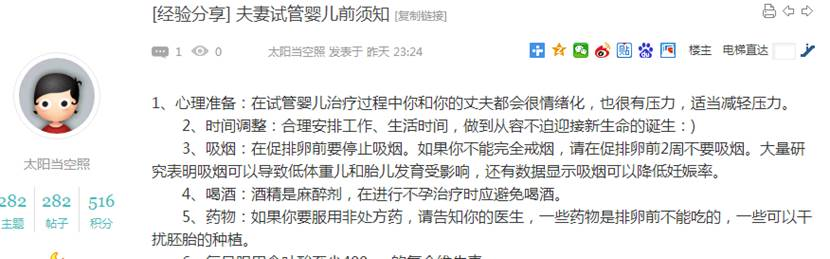 [经验分享] 夫妻试管婴儿前须知 [复制链接]
1 0 太阳当空照 发表于 昨天 23:24 楼主 电梯直达
1、心理准备：在试管婴儿治疗过程中你和你的丈夫都会很情绪化，也很有压力，适当减轻压力。
2、时间调整：合理安排工作、生活时间，做到从容不迫迎接新生命的诞生：)
3、吸烟：在促排卵前要停止吸烟。如果你不能完全戒烟，请在促排卵前2周不要吸烟。大量研
究表明吸烟可以导致低体重儿和胎儿发育受影响，还有数据显示吸烟可以降低妊娠率。
4、喝酒：酒精是麻醉剂，在进行不孕治疗时应避免喝酒。
5、药物：如果你要服用非处方药，请告知你的医生，一些药物是排卵前不能吃的，一些可以干
扰胚胎的种植。
太阳当空照
282 282 516
主题 帖子 积分